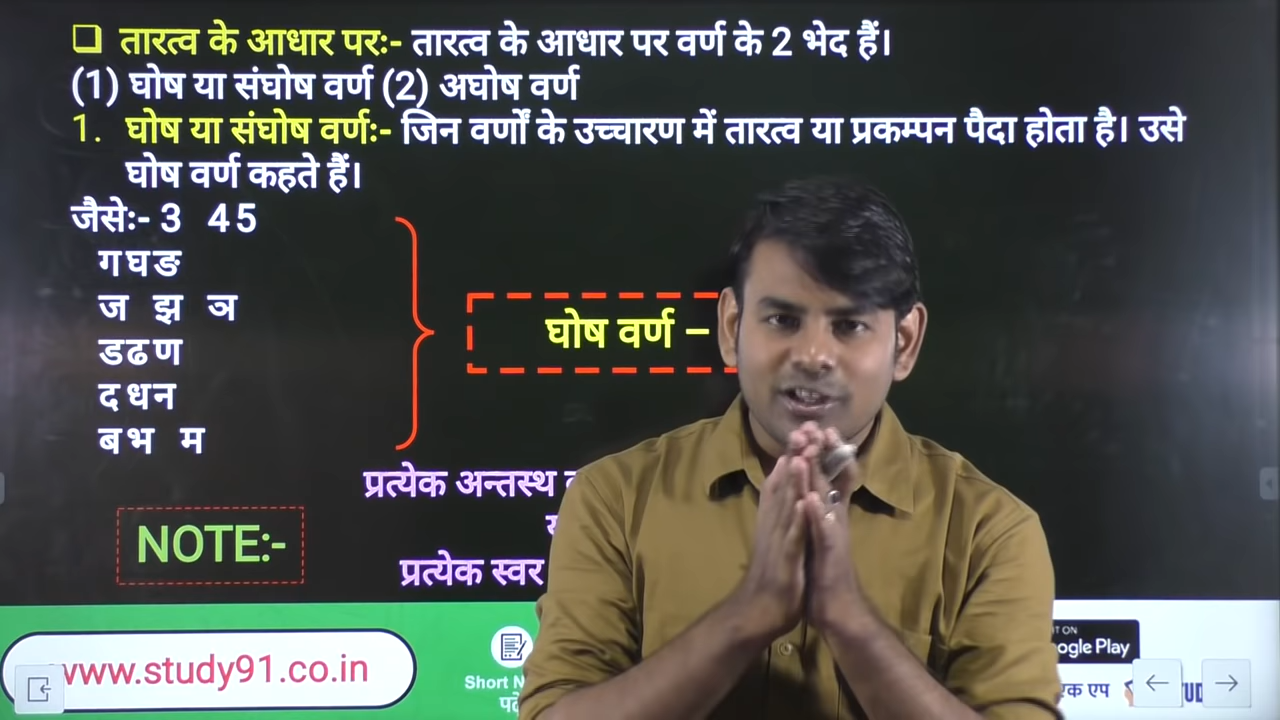 ❑ तारत्व के आधार परः- तारत्व के आधार पर वर्ण के 2 भेद हैं।
(1) घोष या संघोष वर्ण (2) अघोष वर्ण
1. घोष या संघोष वर्णः- जिन वर्णों के उच्चारण में तारत्व या प्रकम्पन पैदा होता है। उसे
घोष वर्ण कहते हैं।
जैसेः- 3 4 5
ग घ ङ
ज झ ञ
ड ढ ण
द ध न
ब भ म
घोष वर्ण –
प्रत्येक अन्तस्थ
NOTE:-
प्रत्येक स्वर
www.study91.co.in
Short
Google Play
एक एप